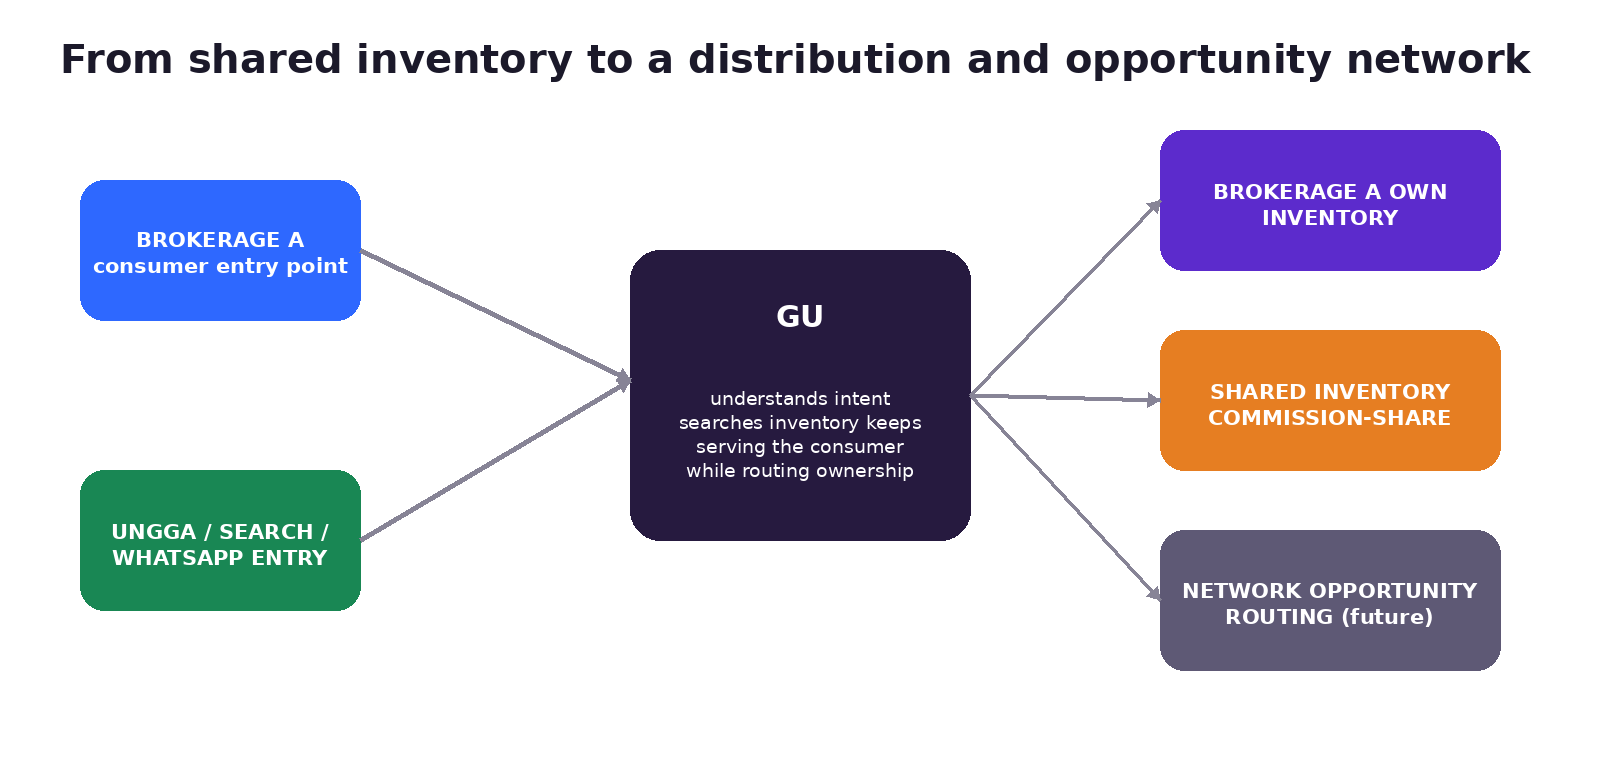 From shared inventory to a distribution and opportunity network
BROKERAGE A
consumer entry point
UNGGA / SEARCH /
WHATSAPP ENTRY
GU
understands intent
searches inventory keeps
serving the consumer
while routing ownership
BROKERAGE A OWN
INVENTORY
SHARED INVENTORY
COMMISSION-SHARE
NETWORK OPPORTUNITY
ROUTING (future)